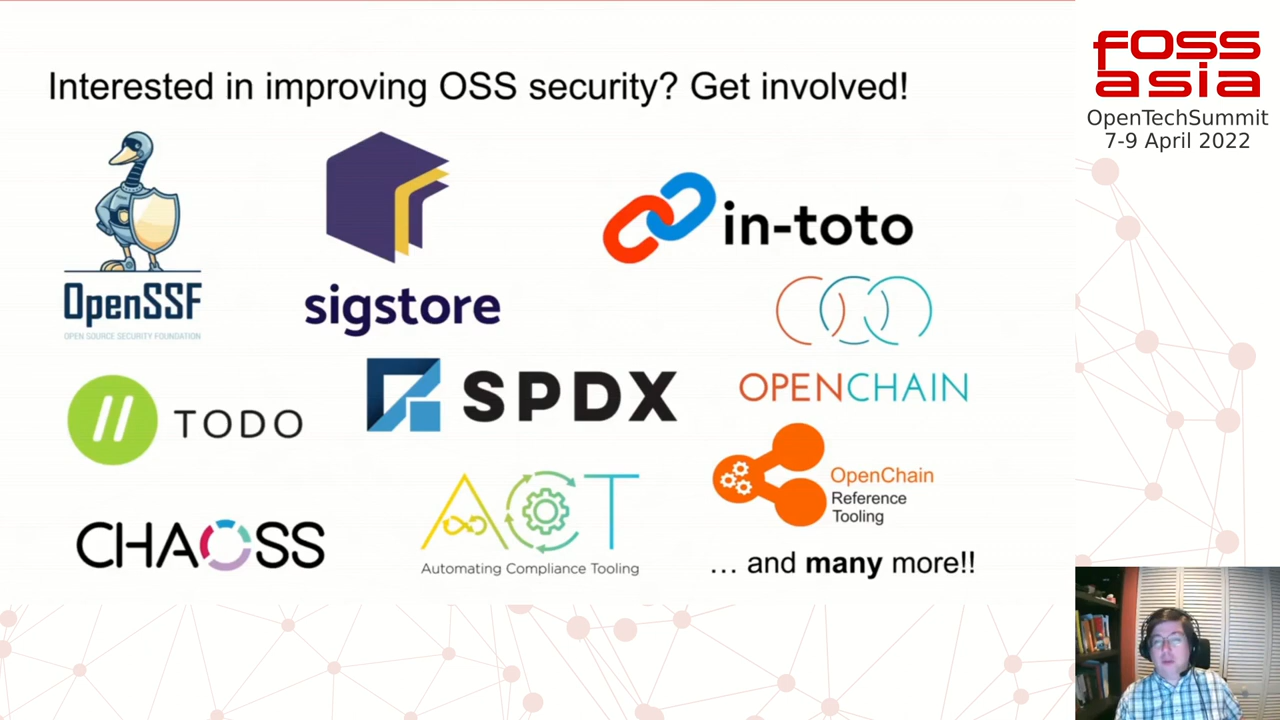 Interested in improving OSS security? Get involved!
OpenSSF
OPEN SOURCE SECURITY FOUNDATION
sigstore
in-toto
OPENCHAIN
TODO
SPDX
CHAOSS
ACT
Automating Compliance Tooling
OpenChain
Reference
Tooling
… and many more!!
foss
asia
OpenTechSummit
7-9 April 2022